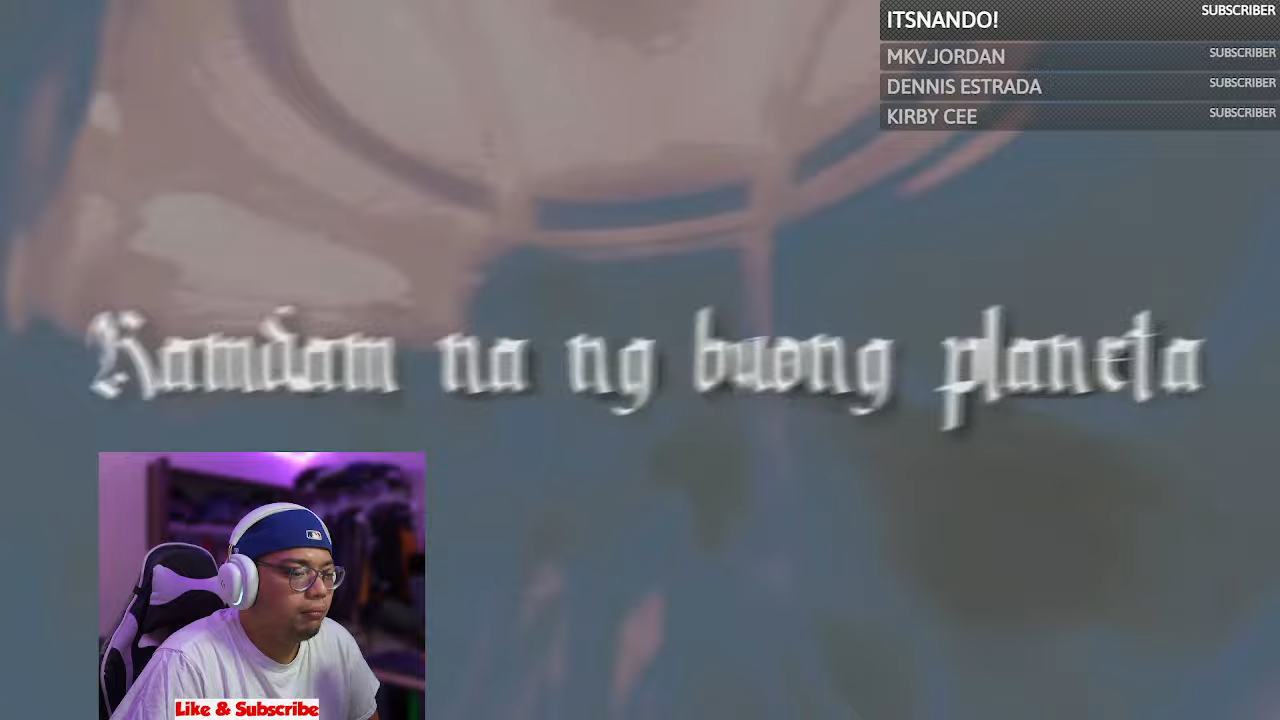 ITSNANDO! SUBSCRIBER
MKV.JORDAN SUBSCRIBER
DENNIS ESTRADA SUBSCRIBER
KIRBY CEE SUBSCRIBER
Ramdam na ng buong planeta
Like & Subscribe